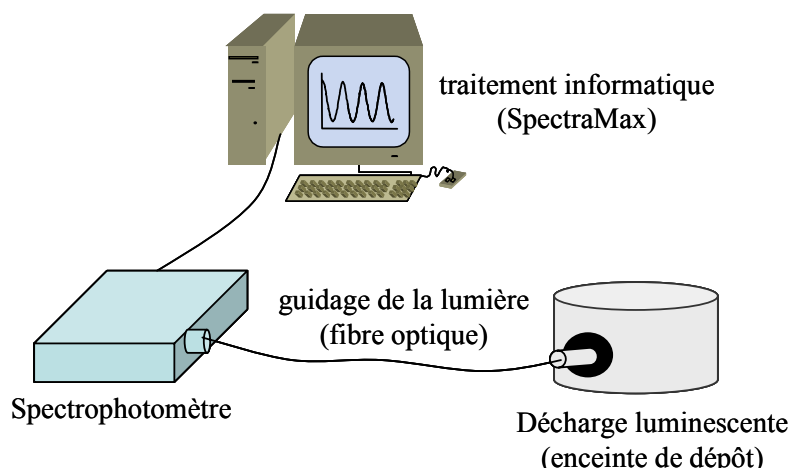 traitement informatique
(SpectraMax)
guidage de la lumière
(fibre optique)
Spectrophotomètre
Décharge luminescente
(enceinte de dépôt)